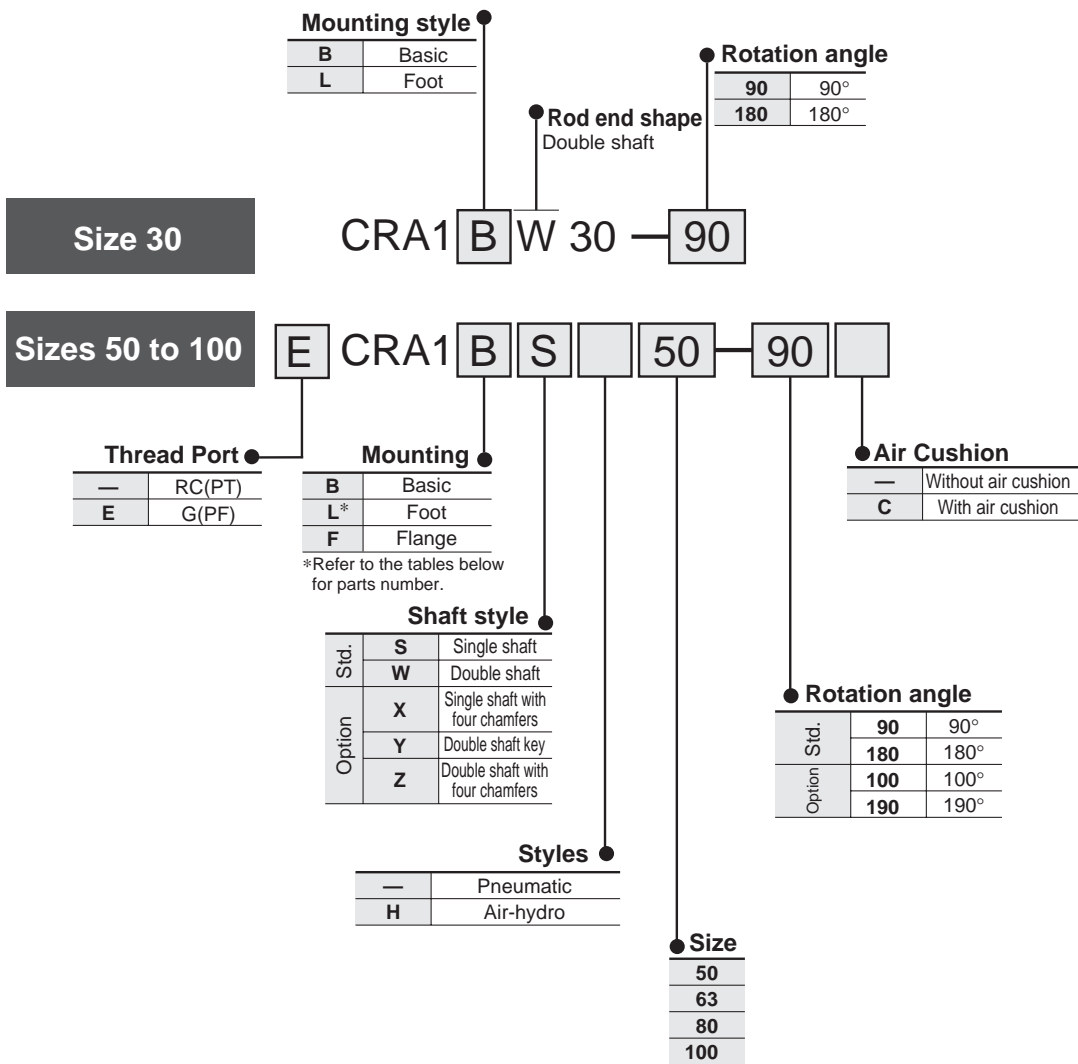 Mounting style
B Basic
L Foot
Rotation angle
90 90°
180 180°
Rod end shape
Double shaft
Size 30
CRA1 B W 30 — 90
Sizes 50 to 100
E CRA1 B S 50 — 90
Thread Port
— RC(PT)
E G(PF)
Mounting
B Basic
L* Foot
F Flange
*Refer to the tables below
for parts number.
Air Cushion
— Without air cushion
C With air cushion
Shaft style
Std.
S Single shaft
W Double shaft
Option
X Single shaft with
four chamfers
Y Double shaft key
Z Double shaft with
four chamfers
Rotation angle
Std.
90 90°
180 180°
Option
100 100°
190 190°
Styles
— Pneumatic
H Air-hydro
Size
50
63
80
100